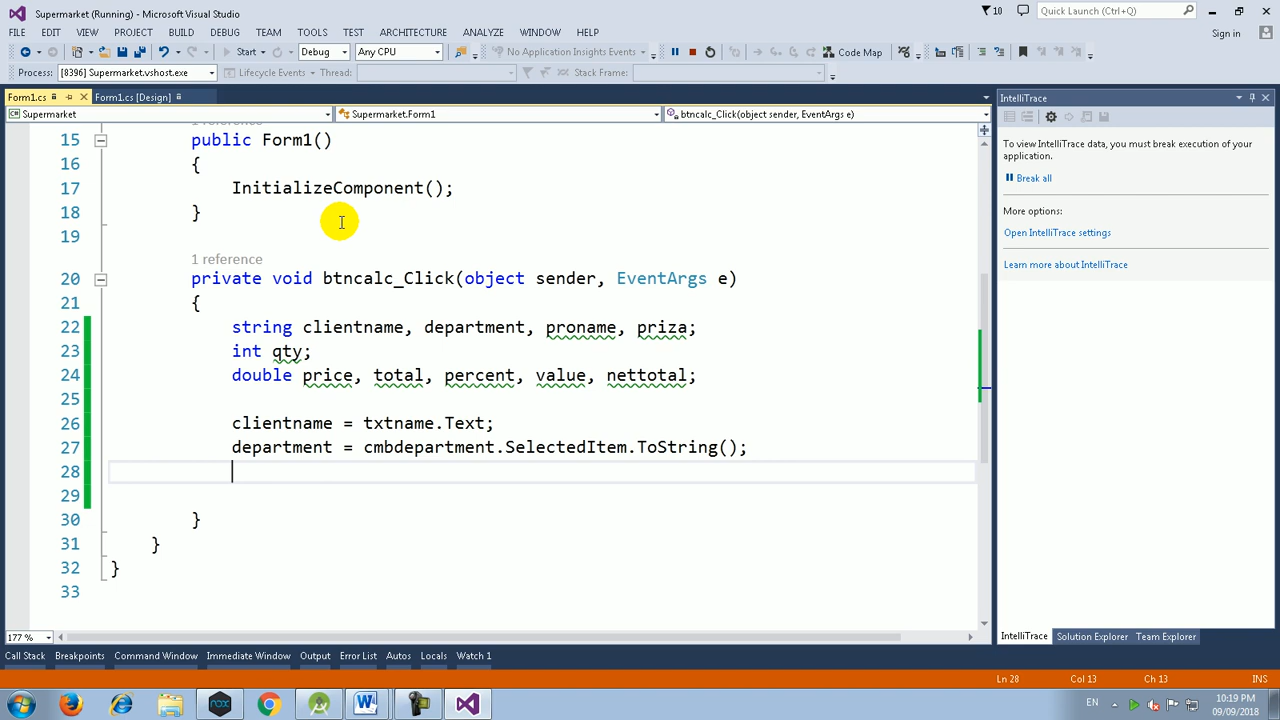 Supermarket (Running) - Microsoft Visual Studio
10
Quick Launch (Ctrl+Q)
FILE EDIT VIEW PROJECT BUILD DEBUG TEAM TOOLS TEST ARCHITECTURE ANALYZE WINDOW HELP
Sign in
Start Debug Any CPU No Application Insights Events Code Map
Process: [8396] Supermarket.vshost.exe Lifecycle Events Thread: Stack Frame:
Form1.cs Form1.cs [Design]
IntelliTrace
Supermarket Supermarket.Form1 btncalc_Click(object sender, EventArgs e)
15 public Form1()
16 {
17 InitializeComponent();
18 }
19
1 reference
20 private void btncalc_Click(object sender, EventArgs e)
21 {
22 string clientname, department, proname, priza;
23 int qty;
24 double price, total, percent, value, nettotal;
25
26 clientname = txtname.Text;
27 department = cmbdepartment.SelectedItem.ToString();
28
29
30 }
31 }
32 }
33
To view IntelliTrace data, you must break execution of your
application.
Break all
More options:
Open IntelliTrace settings
Learn more about IntelliTrace
177 %
IntelliTrace Solution Explorer Team Explorer
Call Stack Breakpoints Command Window Immediate Window Output Error List Autos Locals Watch 1
Ln 28 Col 13 Ch 13 INS
nox
EN
10:19 PM
09/09/2018